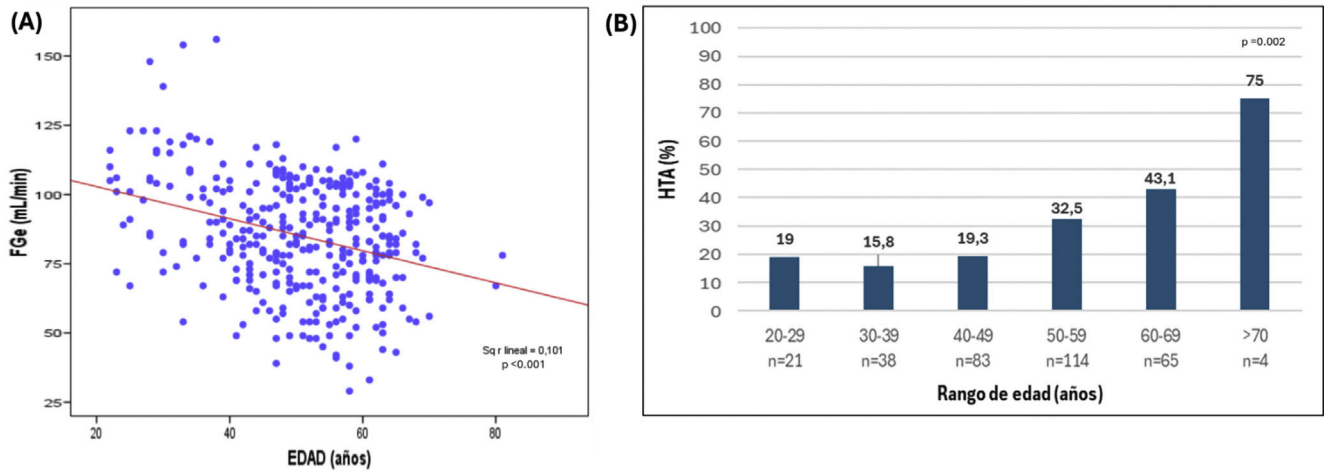 (A)
FGe (mL/min)
150
125
100
75
50
25
Sq r lineal = 0,101
p <0.001
20 40 60 80
EDAD (años)
(B)
HTA (%)
100
90
80
70
60
50
40
30
20
10
0
p =0.002
19
15,8
19,3
32,5
43,1
75
20-29 30-39 40-49 50-59 60-69 >70
n=21 n=38 n=83 n=114 n=65 n=4
Rango de edad (años)